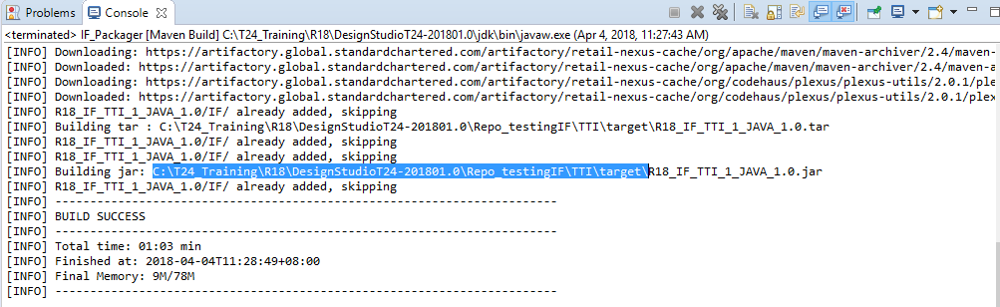 Problems Console
<terminated> IF_Packager [Maven Build] C:\T24_Training\R18\DesignStudioT24-201801.0\jdk\bin\javaw.exe (Apr 4, 2018, 11:27:43 AM)
[INFO] Downloading: https://artifactory.global.standardchartered.com/artifactory/retail-nexus-cache/org/apache/maven/maven-archiver/2.4/maven-
[INFO] Downloaded: https://artifactory.global.standardchartered.com/artifactory/retail-nexus-cache/org/apache/maven/maven-archiver/2.4/maven-a
[INFO] Downloading: https://artifactory.global.standardchartered.com/artifactory/retail-nexus-cache/org/codehaus/plexus/plexus-utils/2.0.1/ple
[INFO] Downloaded: https://artifactory.global.standardchartered.com/artifactory/retail-nexus-cache/org/codehaus/plexus/plexus-utils/2.0.1/plex
[INFO] R18_IF_TTI_1_JAVA_1.0/IF/ already added, skipping
[INFO] Building tar : C:\T24_Training\R18\DesignStudioT24-201801.0\Repo_testingIF\TTI\target\R18_IF_TTI_1_JAVA_1.0.tar
[INFO] R18_IF_TTI_1_JAVA_1.0/IF/ already added, skipping
[INFO] R18_IF_TTI_1_JAVA_1.0/IF/ already added, skipping
[INFO] Building jar: C:\T24_Training\R18\DesignStudioT24-201801.0\Repo_testingIF\TTI\target\R18_IF_TTI_1_JAVA_1.0.jar
[INFO] R18_IF_TTI_1_JAVA_1.0/IF/ already added, skipping
[INFO] ------------------------------------------------------------------------
[INFO] BUILD SUCCESS
[INFO] ------------------------------------------------------------------------
[INFO] Total time: 01:03 min
[INFO] Finished at: 2018-04-04T11:28:49+08:00
[INFO] Final Memory: 9M/78M
[INFO] ------------------------------------------------------------------------